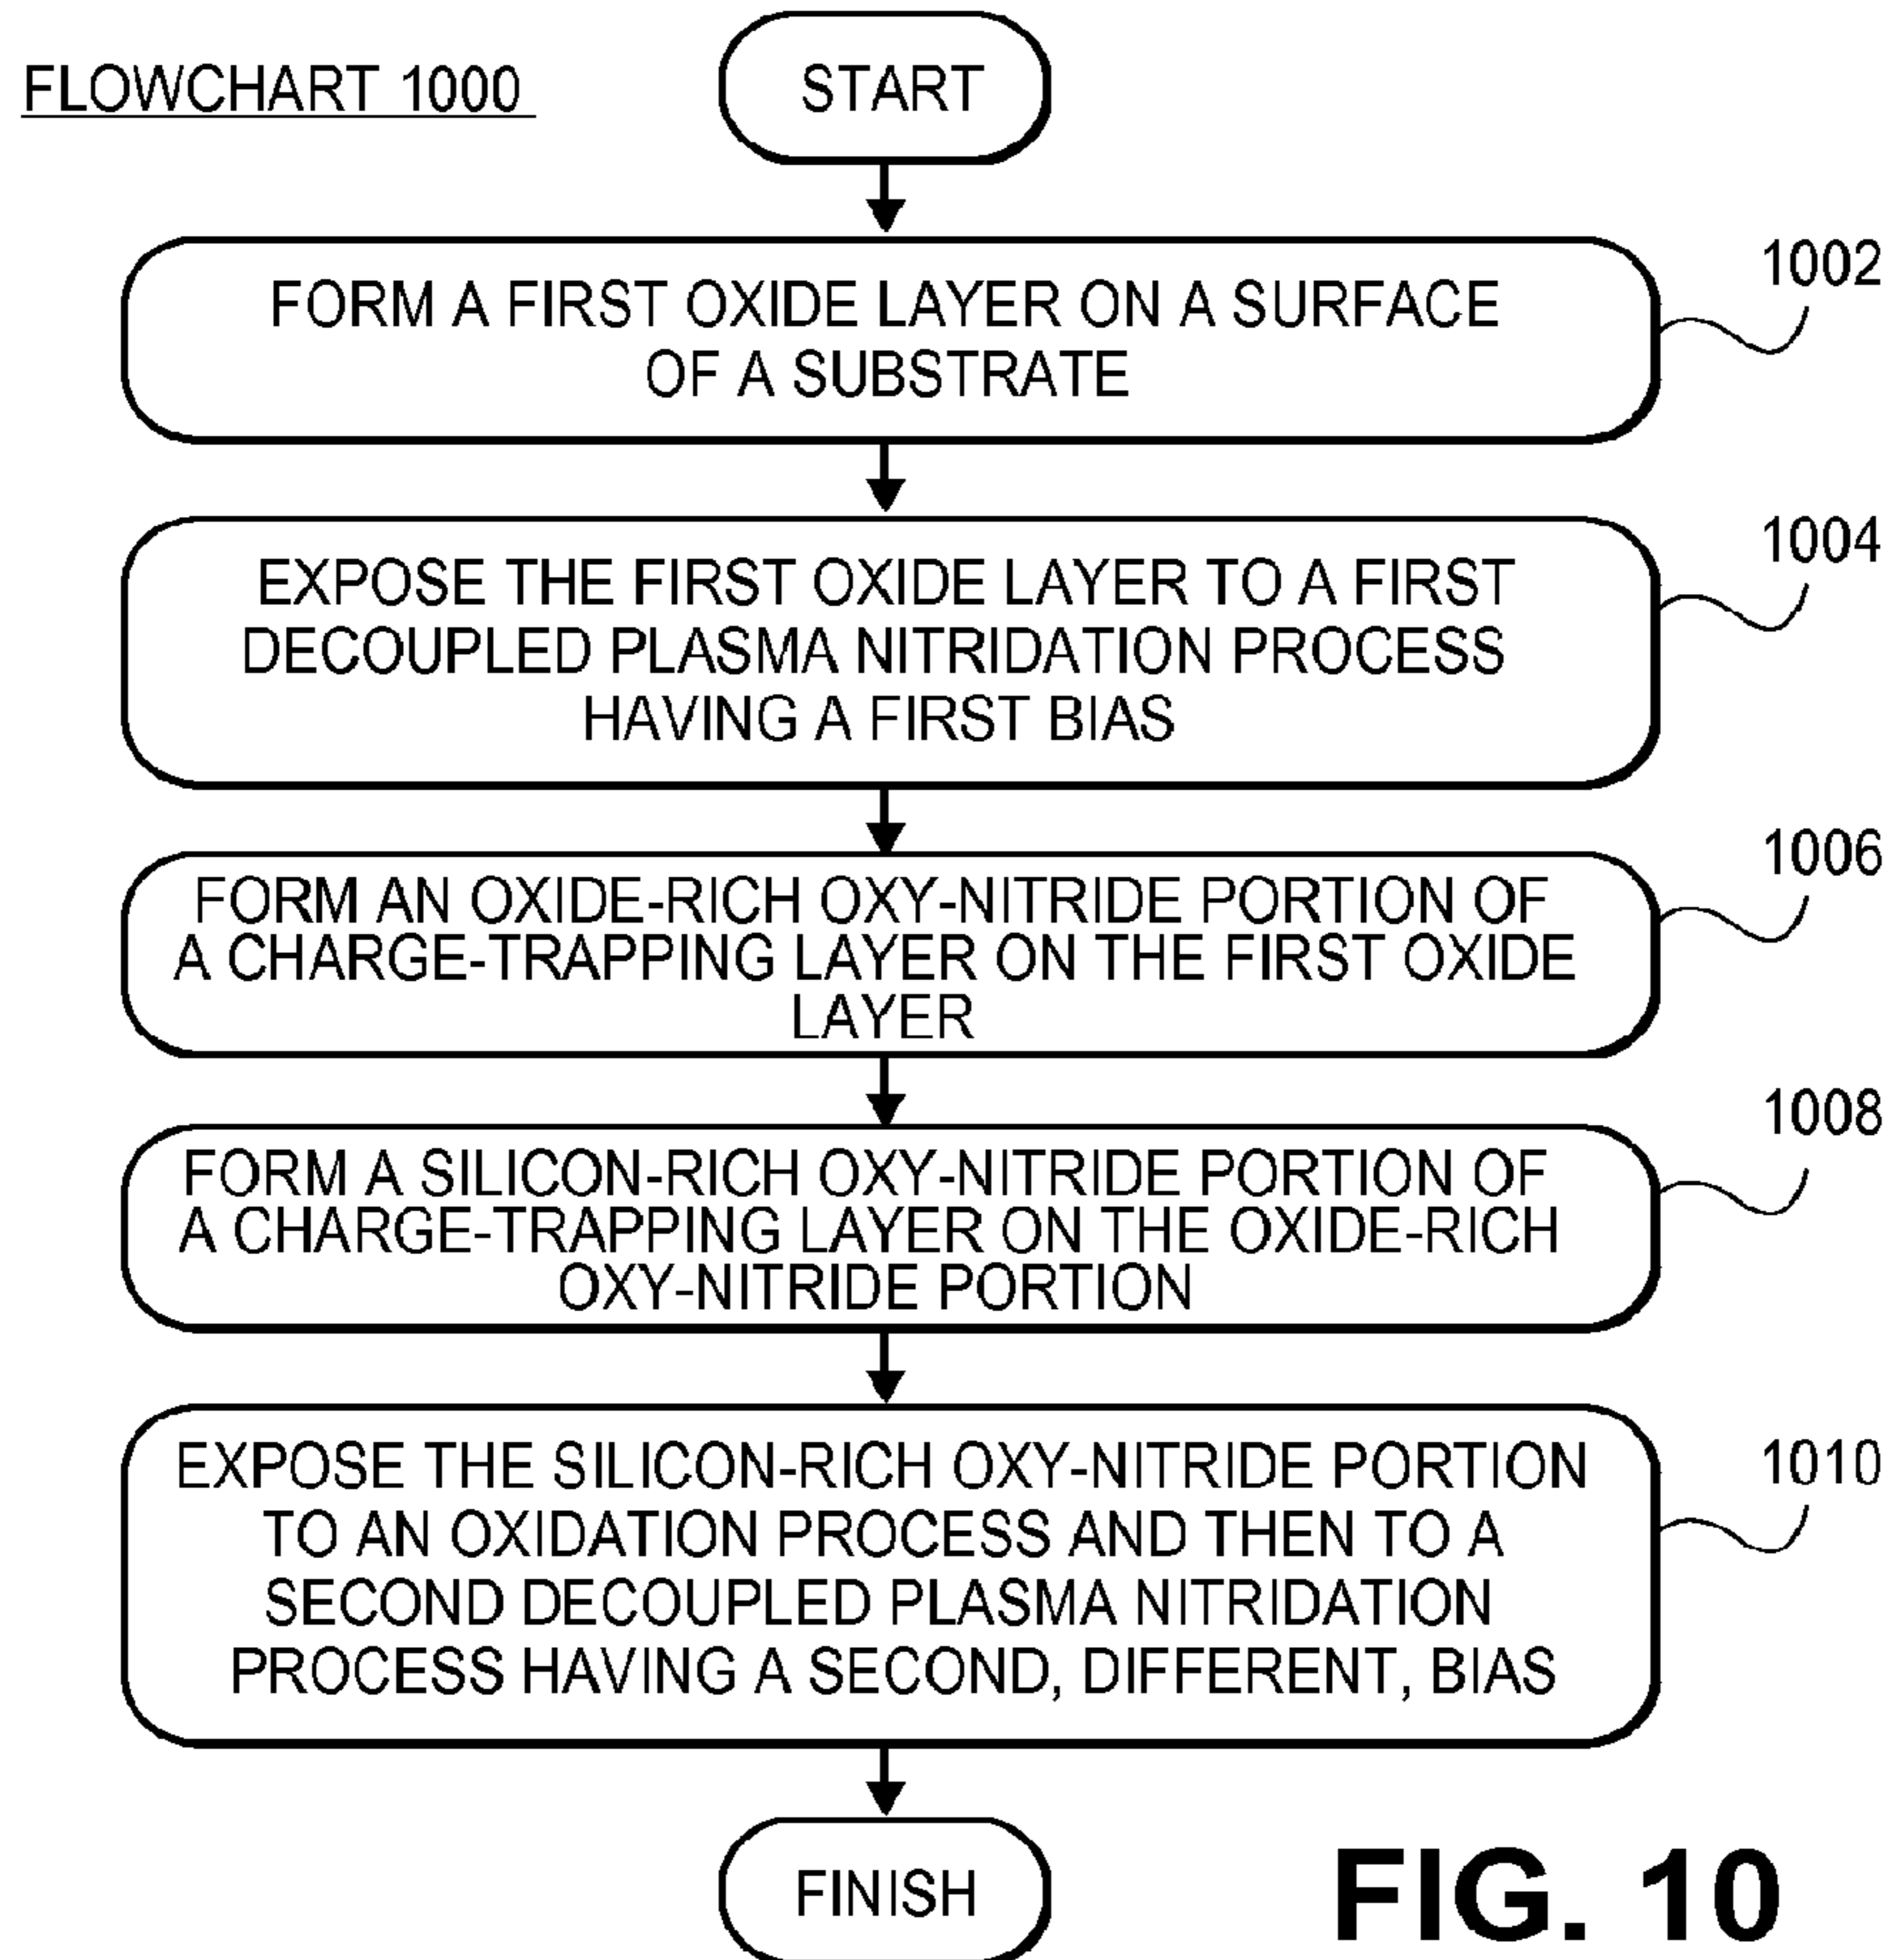 FLOWCHART 1000
START
1002
FORM A FIRST OXIDE LAYER ON A SURFACE
OF A SUBSTRATE
1004
EXPOSE THE FIRST OXIDE LAYER TO A FIRST
DECOUPLED PLASMA NITRIDATION PROCESS
HAVING A FIRST BIAS
1006
FORM AN OXIDE-RICH OXY-NITRIDE PORTION OF
A CHARGE-TRAPPING LAYER ON THE FIRST OXIDE
LAYER
1008
FORM A SILICON-RICH OXY-NITRIDE PORTION OF
A CHARGE-TRAPPING LAYER ON THE OXIDE-RICH
OXY-NITRIDE PORTION
1010
EXPOSE THE SILICON-RICH OXY-NITRIDE PORTION
TO AN OXIDATION PROCESS AND THEN TO A
SECOND DECOUPLED PLASMA NITRIDATION
PROCESS HAVING A SECOND, DIFFERENT, BIAS
FINISH
FIG. 10